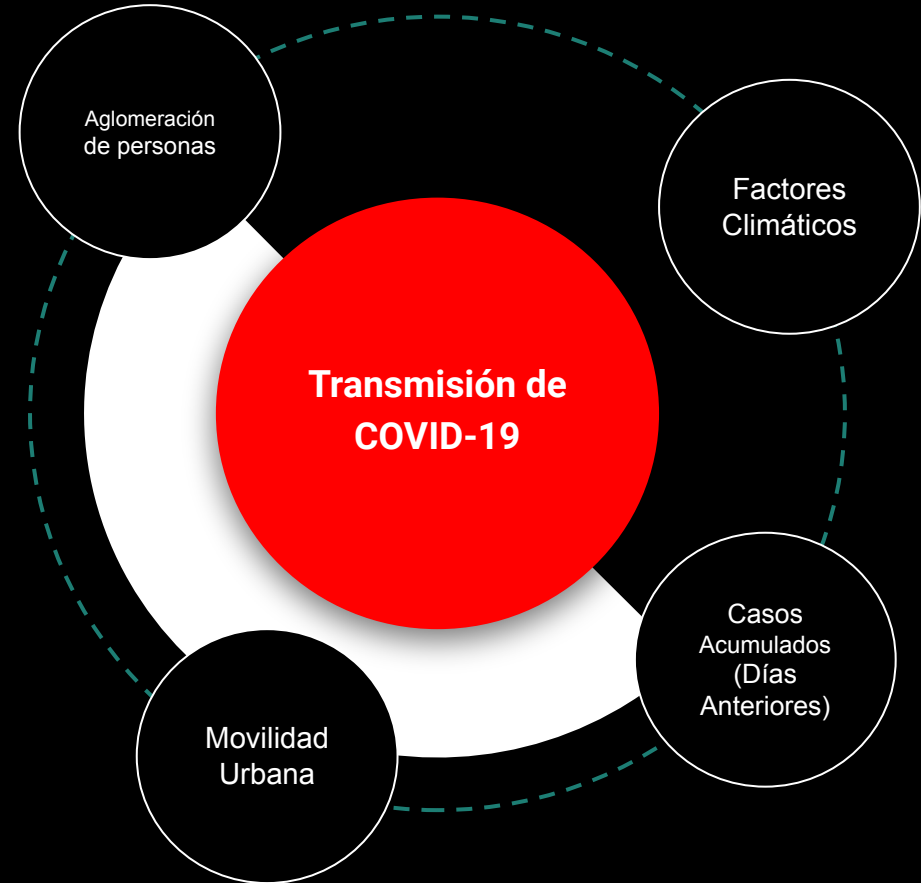 Aglomeración
de personas
Factores
Climáticos
Transmisión de
COVID-19
Casos
Acumulados
(Días
Anteriores)
Movilidad
Urbana